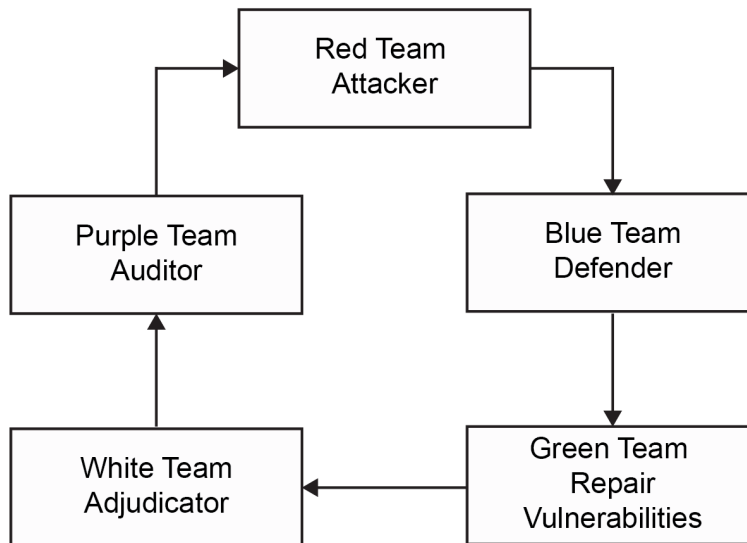 Red Team
Attacker
Purple Team
Auditor
Blue Team
Defender
White Team
Adjudicator
Green Team
Repair
Vulnerabilities